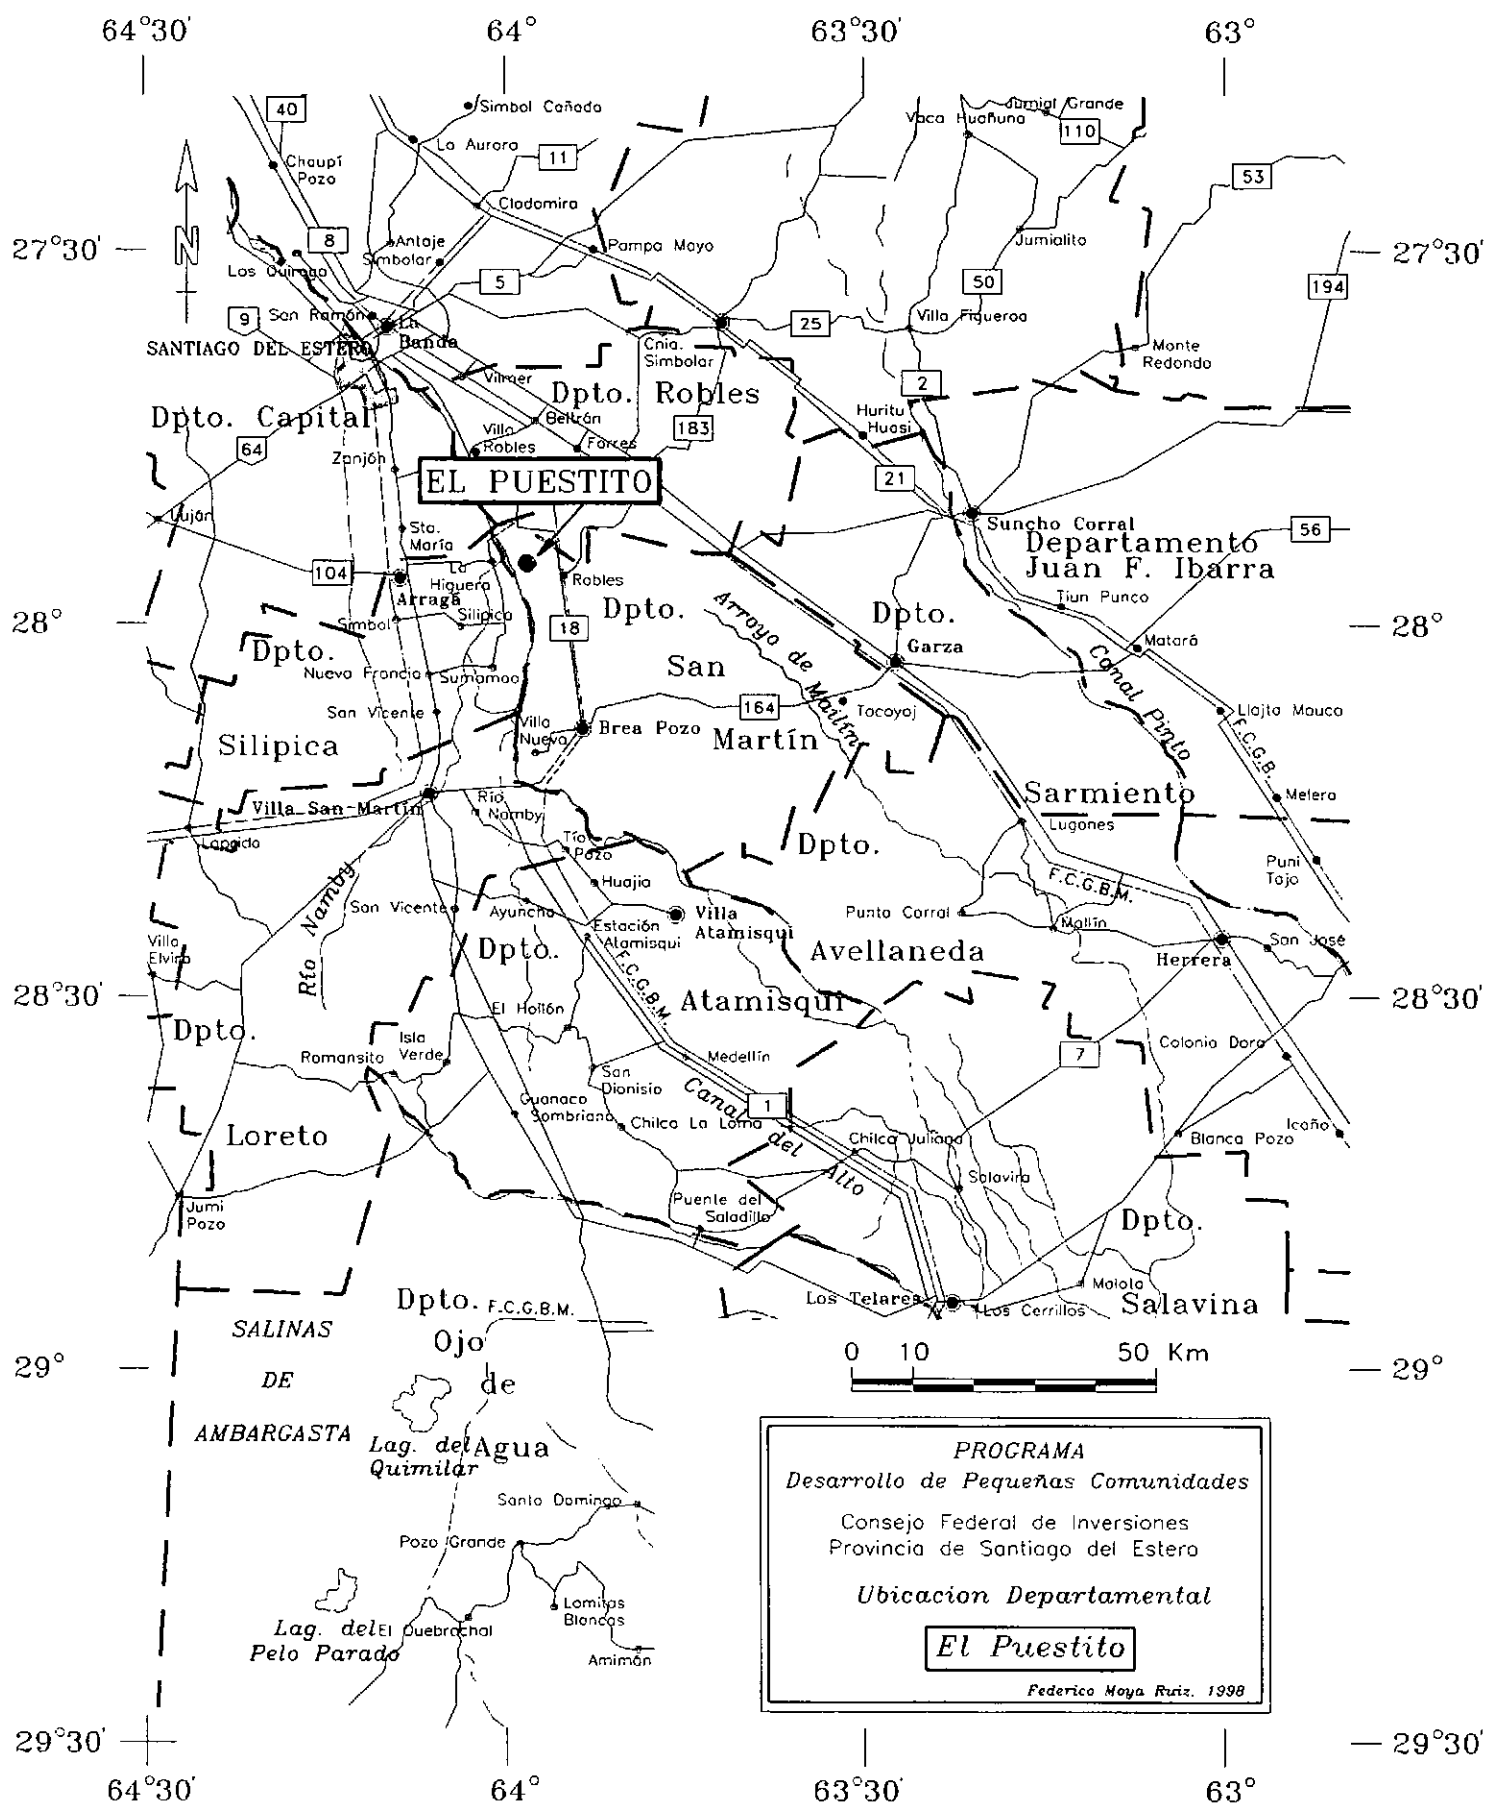 64°30'
64°
63°30'
63°
40
Simbol Cañada
Jumial Grande
Vaca Huañuna
110
La Aurora
11
Chaupí
Pozo
53
Clodomira
27°30'
N
8
Antaje
Simbolar
Pampa Mayo
Jumialito
27°30'
Los Quiroga
5
50
194
9
San Ramón
La
Banda
25
Villa Figueroa
SANTIAGO DEL ESTERO
Cnia.
Simbolar
Monte
Redondo
Vilmer
Dpto. Robles
2
Dpto. Capital
Beltrán
Huritu
Huasi
64
Villa
Robles
Forres
183
Zanjón
EL PUESTITO
21
Luján
Sta.
María
Suncho Corral
56
Departamento
Juan F. Ibarra
104
La
Higuera
Robles
Arraga
Tiun Punco
28°
Simbol
Silipica
18
Dpto.
Arroyo de Mailín
Dpto.
28°
Dpto.
Garza
Matará
Nueva Francia
Sumamao
San
Canal Pinto
San Vicente
Villa
Nueva
Brea Pozo
164
Tacoyoj
Llajta Mauca
Silipica
Martín
F.C.G.B.
Villa San Martín
Río
Namby
Sarmiento
Melera
Laprida
Tío
Pozo
Dpto.
Lugones
Río Namby
Huajia
F.C.G.B.M.
Puni
Tajo
San Vicente
Ayuncha
Villa
Atamisqui
Punta Corral
Mallín
Villa
Elvira
Dpto.
Estación
Atamisqui
Avellaneda
Herrera
San José
28°30'
F.C.G.B.M.
Atamisqui
28°30'
Dpto.
El Hoilón
Isla
Verde
Romansito
Medellín
7
Colonia Dora
San
Dionisio
Canal del Alto
1
Guanaco
Sombriana
Loreto
Chilca La Loma
Chilca Juliana
Blanca Pozo
Icaño
Salavira
Jumi
Pozo
Puente del
Saladillo
Dpto.
Malota
Dpto. F.C.G.B.M.
Los Telares
Los Cerrillos
Salavina
SALINAS
Ojo
0 10 50 Km
29°
DE
de
29°
AMBARGASTA
Lag. del
Quimilar
Agua
PROGRAMA
Desarrollo de Pequeñas Comunidades
Santo Domingo
Consejo Federal de Inversiones
Pozo Grande
Provincia de Santiago del Estero
Ubicacion Departamental
Lomitas
Blancas
Lag. del
Pelo Parado
El Quebrachal
El Puestito
Amimán
Federico Moya Ruiz. 1998
29°30'
29°30'
64°30'
64°
63°30'
63°